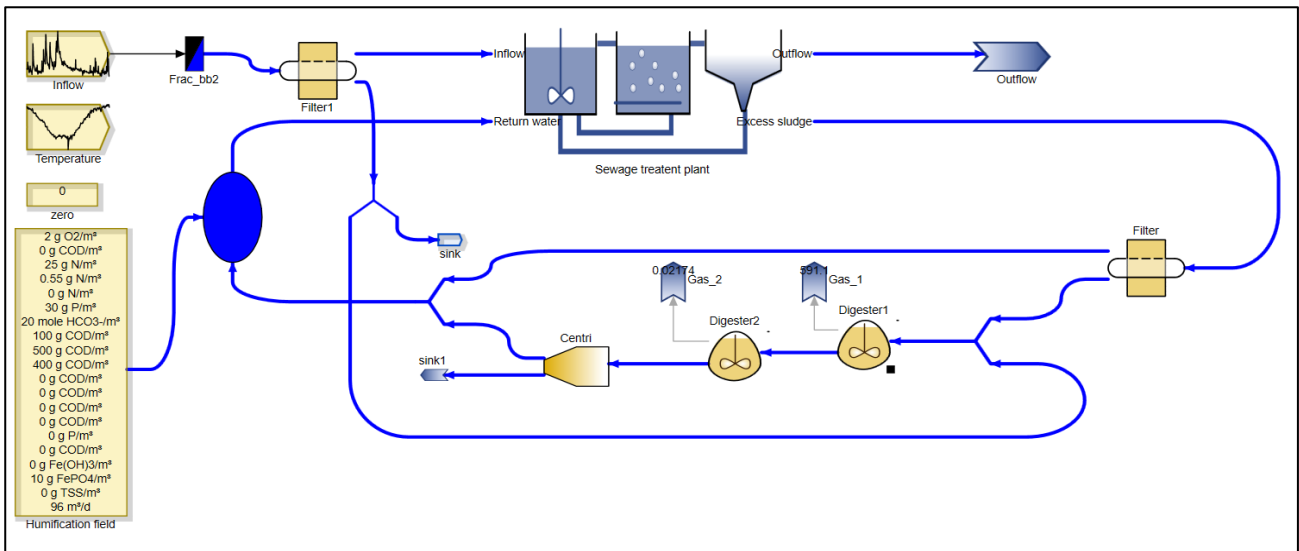 Inflow
Frac_bb2
Filter1
Inflow
Outflow
Outflow
Temperature
Return water
Excess sludge
Sewage treatent plant
0
zero
2 g O2/m³
0 g COD/m³
25 g N/m³
0.55 g N/m³
0 g N/m³
30 g P/m³
20 mole HCO3-/m³
100 g COD/m³
500 g COD/m³
400 g COD/m³
0 g COD/m³
0 g COD/m³
0 g COD/m³
0 g COD/m³
0 g P/m³
0 g COD/m³
0 g Fe(OH)3/m³
10 g FePO4/m³
0 g TSS/m³
96 m³/d
Humification field
sink
Filter
0.02174
Gas_2
591.1
Gas_1
Digester2
-
Digester1
-
Centri
sink1